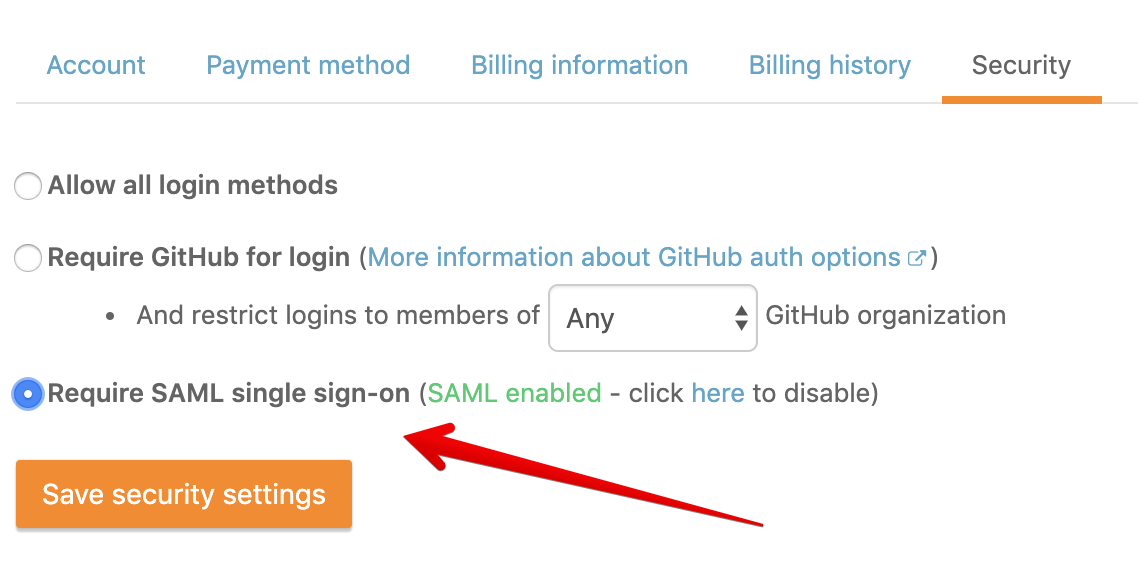 Account Payment method Billing information Billing history Security
Allow all login methods
Require GitHub for login (More information about GitHub auth options )
• And restrict logins to members of Any GitHub organization
Require SAML single sign-on (SAML enabled - click here to disable)
Save security settings